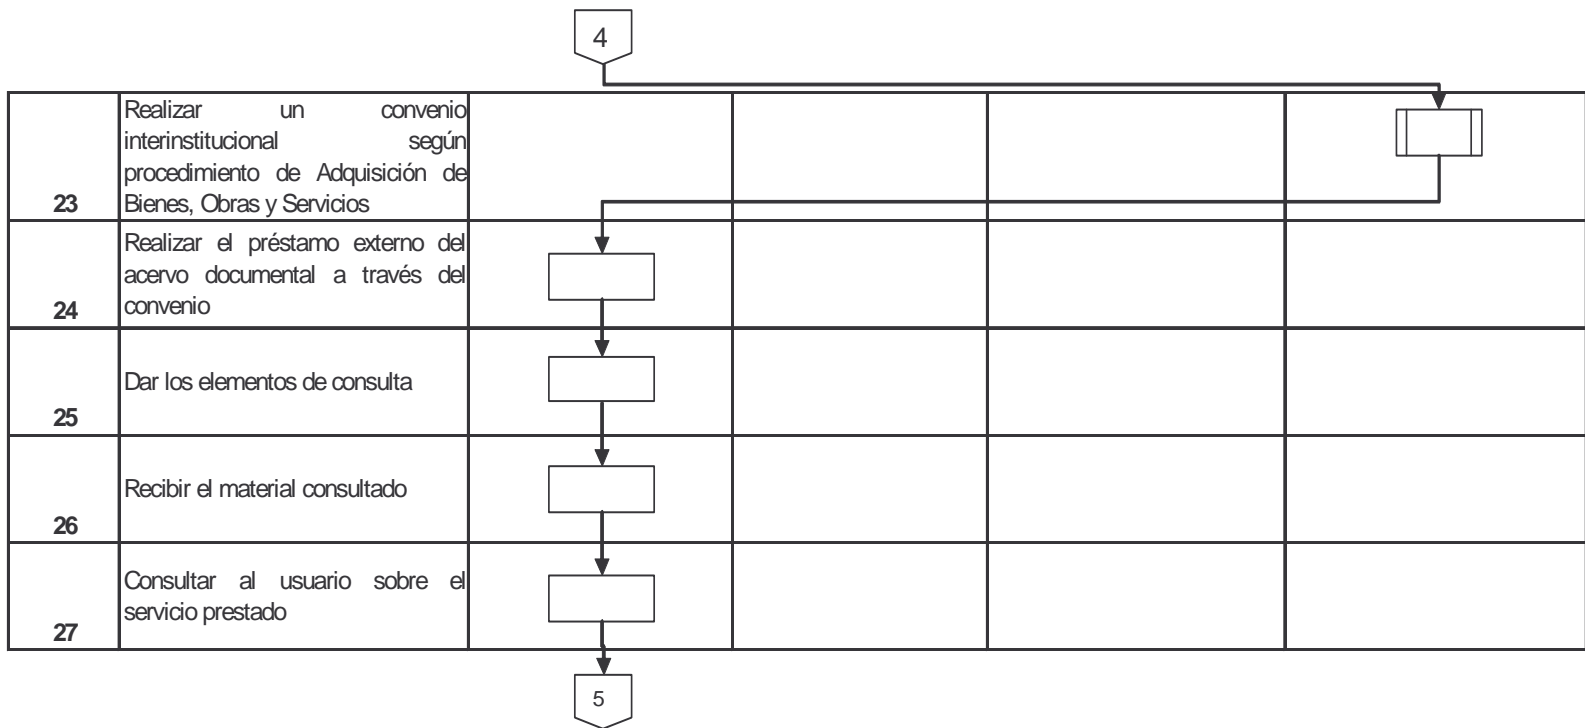 4
Realizar un convenio
interinstitucional según
procedimiento de Adquisición de
23 Bienes, Obras y Servicios
Realizar el préstamo externo del
acervo documental a través del
24 convenio
Dar los elementos de consulta
25
Recibir el material consultado
26
Consultar al usuario sobre el
servicio prestado
27
5